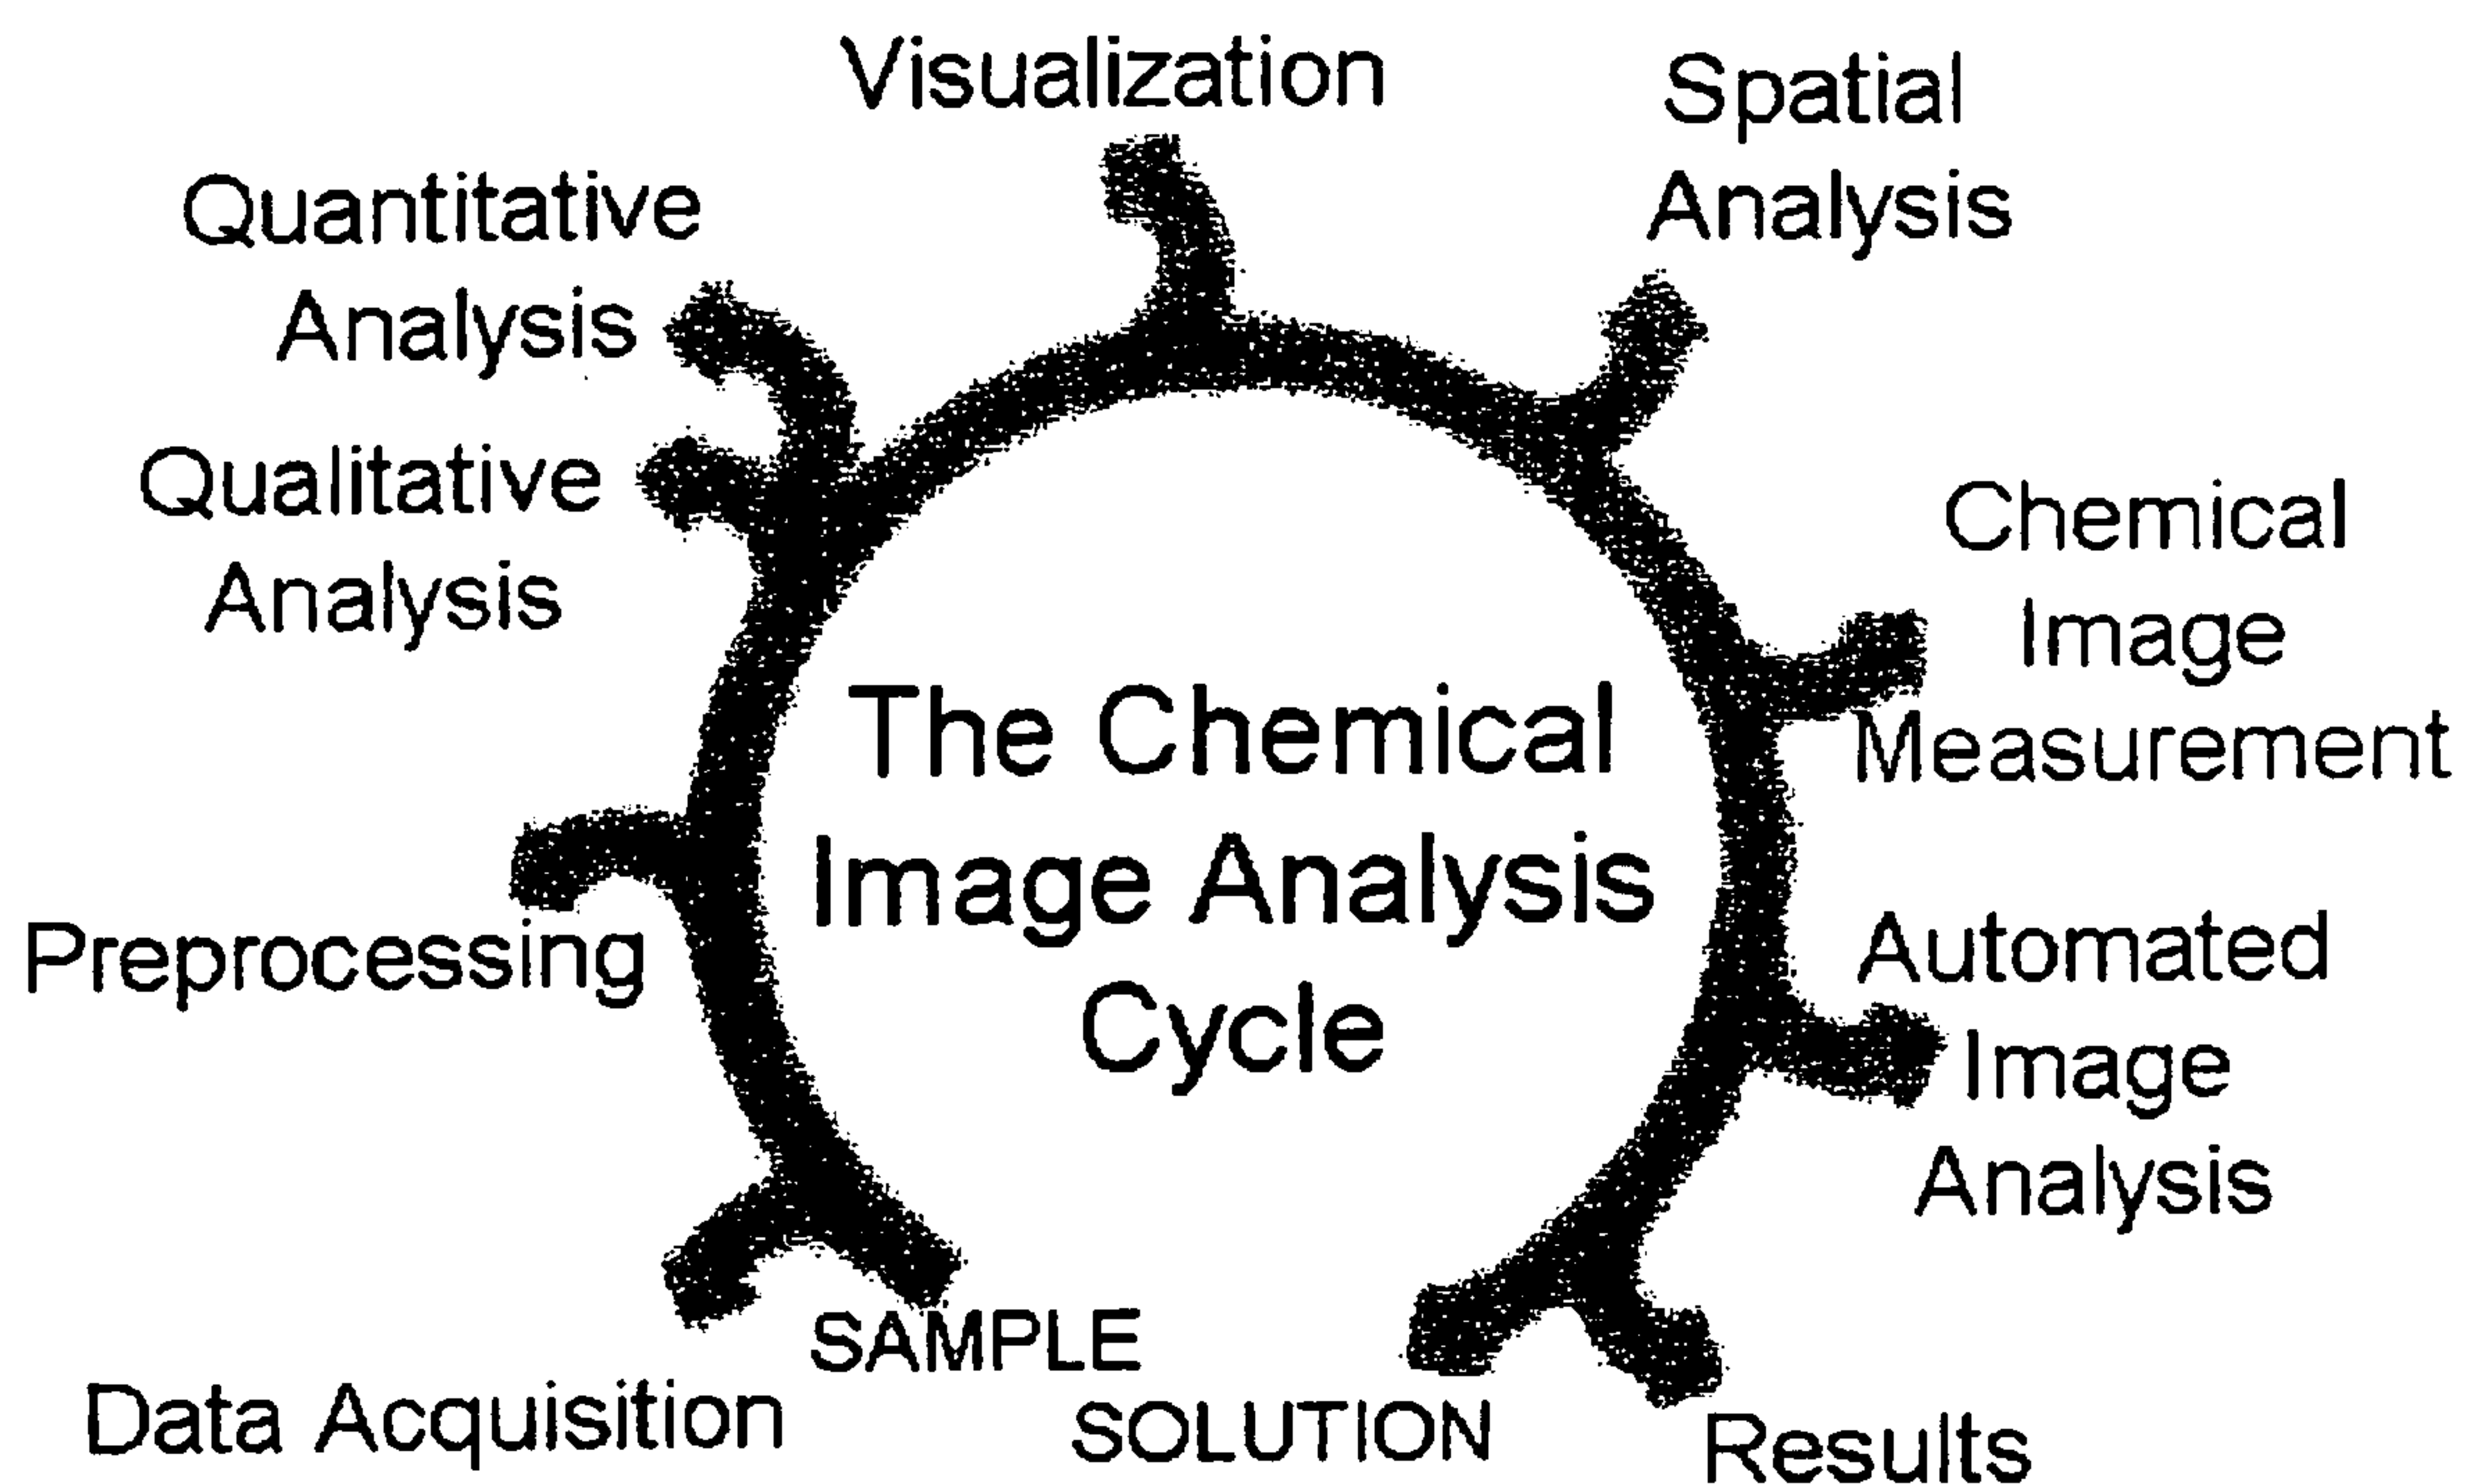 Visualization
Spatial
Analysis
Quantitative
Analysis
Qualitative
Analysis
Chemical
Image
Measurement
The Chemical
Image Analysis
Cycle
Preprocessing
Automated
Image
Analysis
SAMPLE
Data Acquisition
SOLUTION
Results